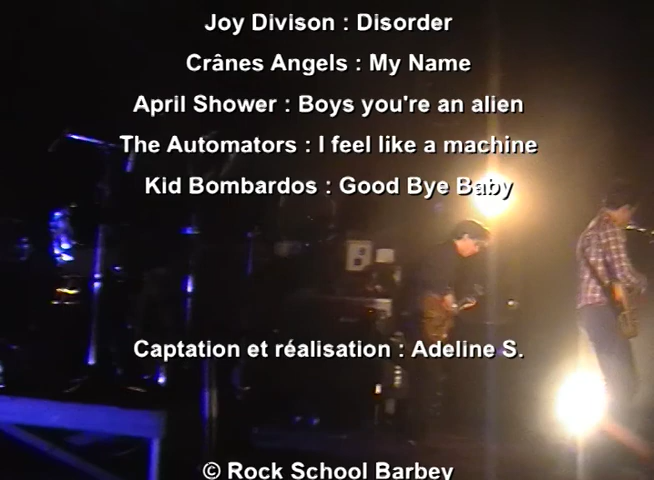 Joy Divison : Disorder
Crânes Angels : My Name
April Shower : Boys you're an alien
The Automators : I feel like a machine
Kid Bombardos : Good Bye Baby
Captation et réalisation : Adeline S.
© Rock School Barbey